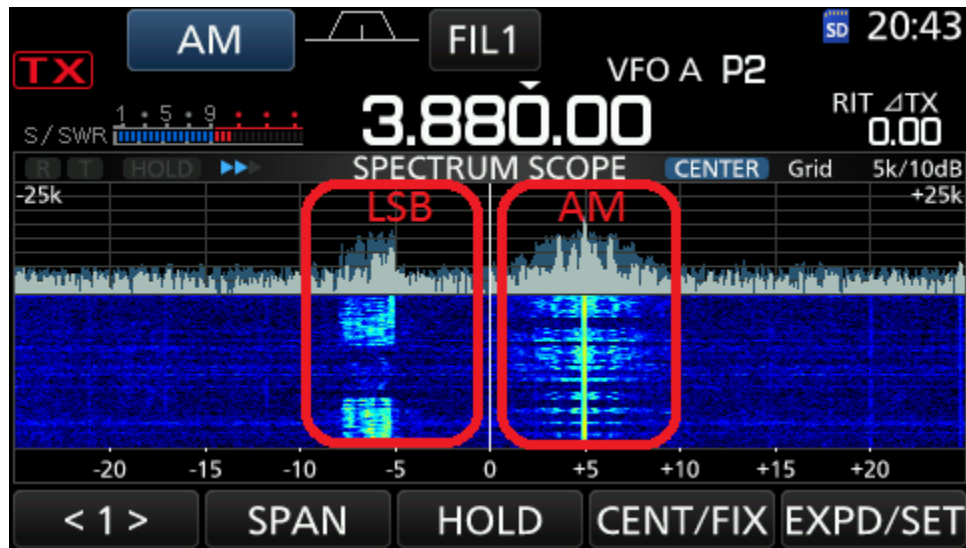 AM FIL1 SD 20:43
TX VFO A P2
3.880.00 RIT ⊿TX
S/SWR 1 • 5 • 9 • • • 0.00
R T HOLD SPECTRUM SCOPE CENTER Grid 5k/10dB
-25k LSB AM +25k
-20 -15 -10 -5 0 +5 +10 +15 +20
< 1 > SPAN HOLD CENT/FIX EXPD/SET